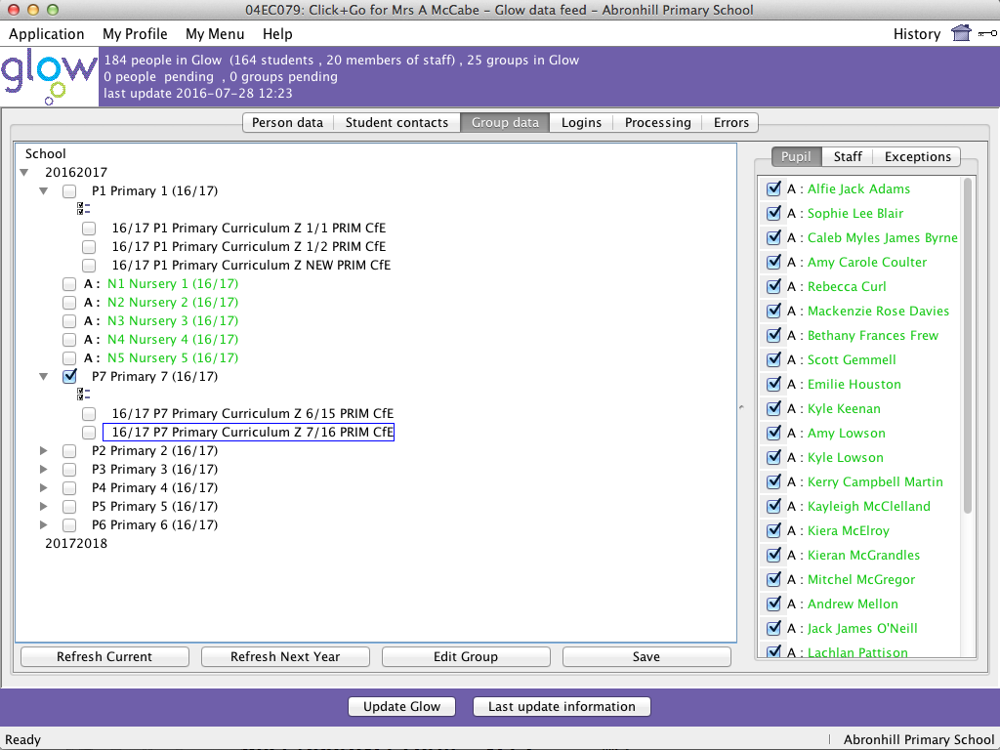 04EC079: Click+Go for Mrs A McCabe - Glow data feed - Abronhill Primary School
Application My Profile My Menu Help History
glow
184 people in Glow (164 students , 20 members of staff) , 25 groups in Glow
0 people pending , 0 groups pending
last update 2016-07-28 12:23
Person data Student contacts Group data Logins Processing Errors
School
20162017
P1 Primary 1 (16/17)
16/17 P1 Primary Curriculum Z 1/1 PRIM CfE
16/17 P1 Primary Curriculum Z 1/2 PRIM CfE
16/17 P1 Primary Curriculum Z NEW PRIM CfE
A : N1 Nursery 1 (16/17)
A : N2 Nursery 2 (16/17)
A : N3 Nursery 3 (16/17)
A : N4 Nursery 4 (16/17)
A : N5 Nursery 5 (16/17)
P7 Primary 7 (16/17)
16/17 P7 Primary Curriculum Z 6/15 PRIM CfE
16/17 P7 Primary Curriculum Z 7/16 PRIM CfE
P2 Primary 2 (16/17)
P3 Primary 3 (16/17)
P4 Primary 4 (16/17)
P5 Primary 5 (16/17)
P6 Primary 6 (16/17)
20172018
Refresh Current Refresh Next Year Edit Group Save
Pupil Staff Exceptions
A : Alfie Jack Adams
A : Sophie Lee Blair
A : Caleb Myles James Byrne
A : Amy Carole Coulter
A : Rebecca Curl
A : Mackenzie Rose Davies
A : Bethany Frances Frew
A : Scott Gemmell
A : Emilie Houston
A : Kyle Keenan
A : Amy Lowson
A : Kyle Lowson
A : Kerry Campbell Martin
A : Kayleigh McClelland
A : Kiera McElroy
A : Kieran McGrandles
A : Mitchel McGregor
A : Andrew Mellon
A : Jack James O'Neill
A : Lachlan Pattison
Update Glow Last update information
Ready Abronhill Primary School